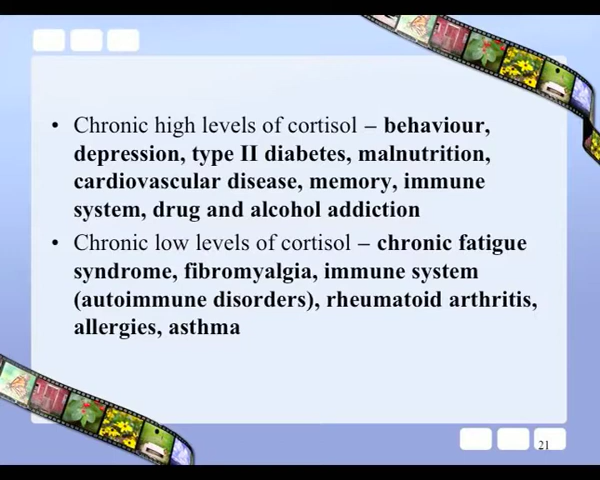 • Chronic high levels of cortisol – behaviour,
depression, type II diabetes, malnutrition,
cardiovascular disease, memory, immune
system, drug and alcohol addiction
• Chronic low levels of cortisol – chronic fatigue
syndrome, fibromyalgia, immune system
(autoimmune disorders), rheumatoid arthritis,
allergies, asthma
21